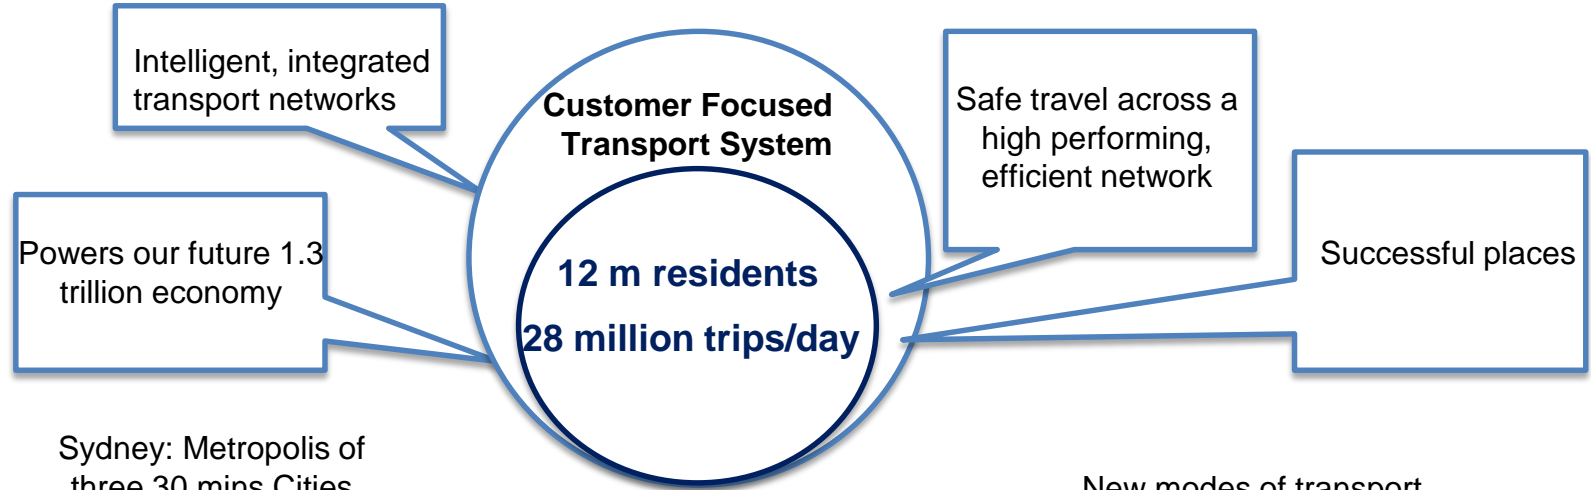 Intelligent, integrated
transport networks
Customer Focused
Transport System
Safe travel across a
high performing,
efficient network
Powers our future 1.3
trillion economy
12 m residents
28 million trips/day
Successful places
Sydney: Metropolis of
three 30 mins Cities
New modes of transport